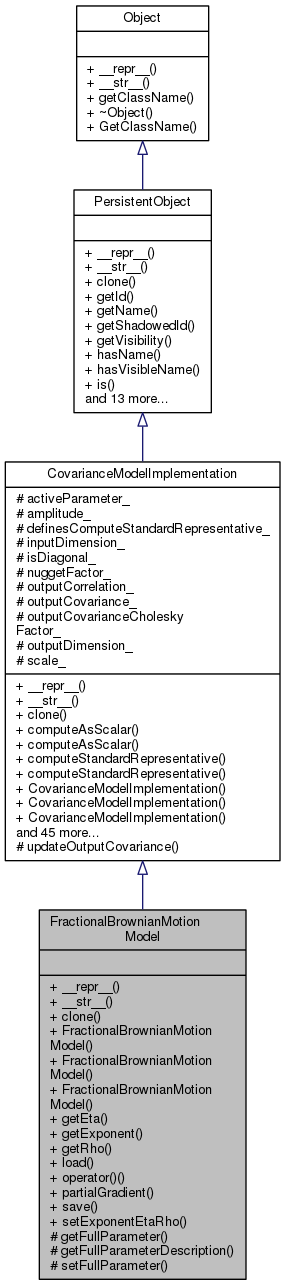 Object
+ __repr__()
+ __str__()
+ getClassName()
+ ~Object()
+ GetClassName()
PersistentObject
+ __repr__()
+ __str__()
+ clone()
+ getId()
+ getName()
+ getShadowedId()
+ getVisibility()
+ hasName()
+ hasVisibleName()
+ is()
and 13 more...
CovarianceModelImplementation
# activeParameter_
# amplitude_
# definesComputeStandardRepresentative_
# inputDimension_
# isDiagonal_
# nuggetFactor_
# outputCorrelation_
# outputCovariance_
# outputCovarianceCholesky
Factor_
# outputDimension_
# scale_
+ __repr__()
+ __str__()
+ clone()
+ computeAsScalar()
+ computeAsScalar()
+ computeStandardRepresentative()
+ computeStandardRepresentative()
+ CovarianceModelImplementation()
+ CovarianceModelImplementation()
+ CovarianceModelImplementation()
and 45 more...
# updateOutputCovariance()
FractionalBrownianMotion
Model
+ __repr__()
+ __str__()
+ clone()
+ FractionalBrownianMotion
Model()
+ FractionalBrownianMotion
Model()
+ FractionalBrownianMotion
Model()
+ getEta()
+ getExponent()
+ getRho()
+ load()
+ operator()()
+ partialGradient()
+ save()
+ setExponentEtaRho()
# getFullParameter()
# getFullParameterDescription()
# setFullParameter()